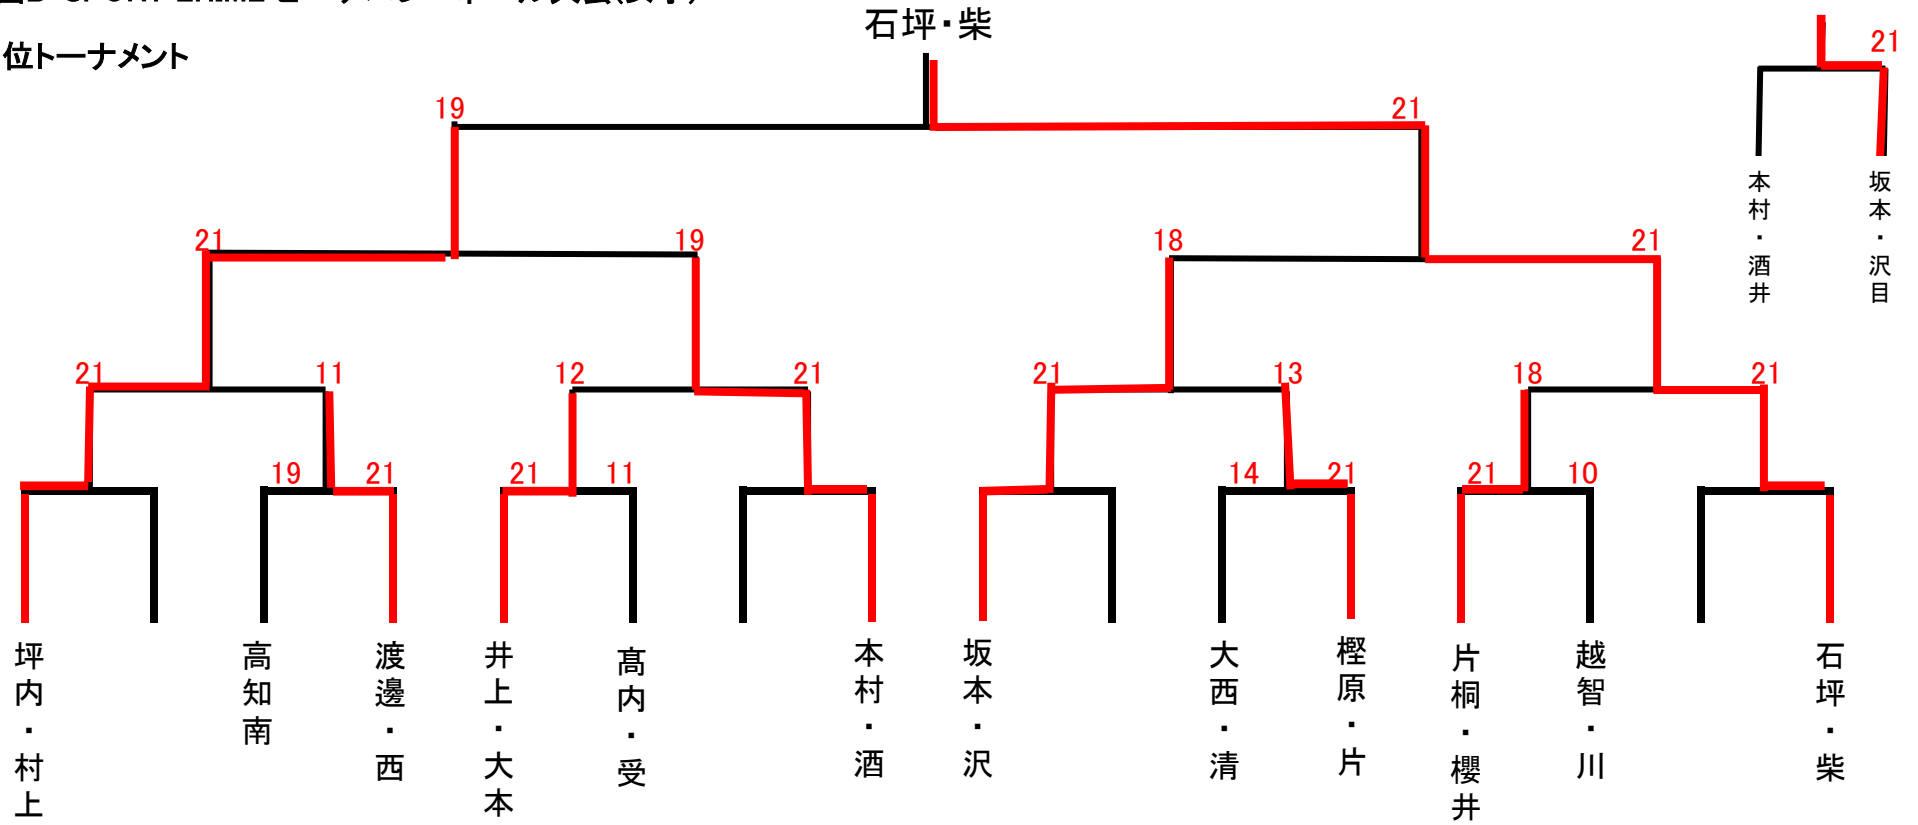 石坪・柴
21
位トーナメント
19
21
本村・酒井
坂本・沢目
21
19
18
21
21
11
12
21
21
13
18
21
19
21
21
11
14
21
21
10
坪内・村上
高知南
渡邊・西
井上・大本
髙内・受
本村・酒
坂本・沢
大西・清
樫原・片
片桐・櫻井
越智・川
石坪・柴